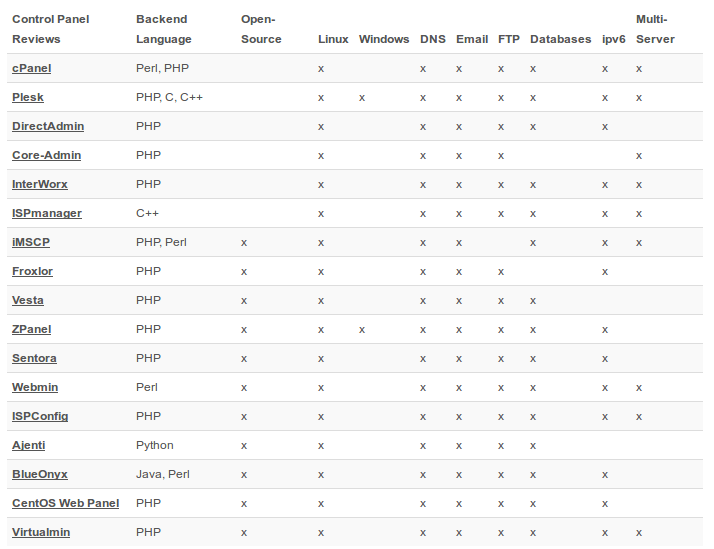 Control Panel Backend Open- Multi-
Reviews Language Source Linux Windows DNS Email FTP Databases ipv6 Server
cPanel Perl, PHP x x x x x x x
Plesk PHP, C, C++ x x x x x x x x
DirectAdmin PHP x x x x x x
Core-Admin PHP x x x x x
InterWorx PHP x x x x x x x
ISPmanager C++ x x x x x x x
iMSCP PHP, Perl x x x x x x x
Froxlor PHP x x x x x x
Vesta PHP x x x x x x
ZPanel PHP x x x x x x x x
Sentora PHP x x x x x x x
Webmin Perl x x x x x x x x
ISPConfig PHP x x x x x x x x
Ajenti Python x x x x x x
BlueOnyx Java, Perl x x x x x x x
CentOS Web Panel PHP x x x x x x x
Virtualmin PHP x x x x x x x x